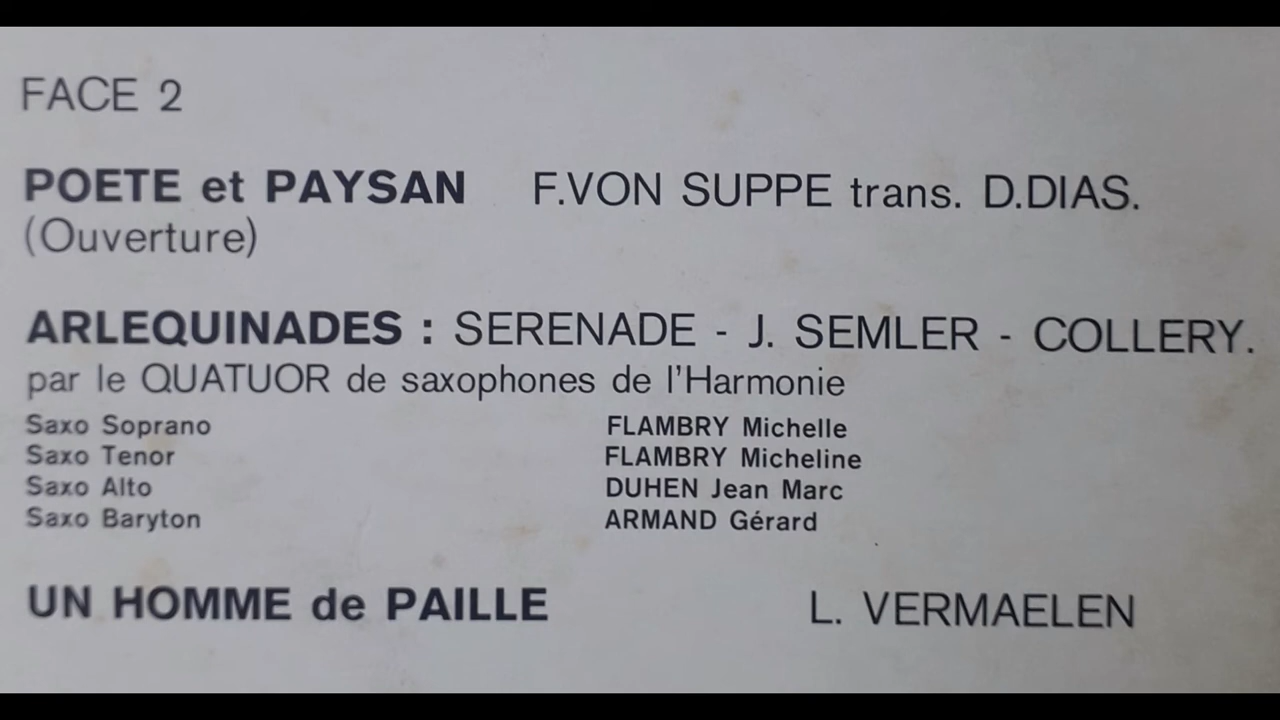 FACE 2
POETE et PAYSAN F.VON SUPPE trans. D.DIAS.
(Ouverture)
ARLEQUINADES : SERENADE - J. SEMLER - COLLERY.
par le QUATUOR de saxophones de l'Harmonie
Saxo Soprano FLAMBRY Michelle
Saxo Tenor FLAMBRY Micheline
Saxo Alto DUHEN Jean Marc
Saxo Baryton ARMAND Gérard
UN HOMME de PAILLE L. VERMAELEN